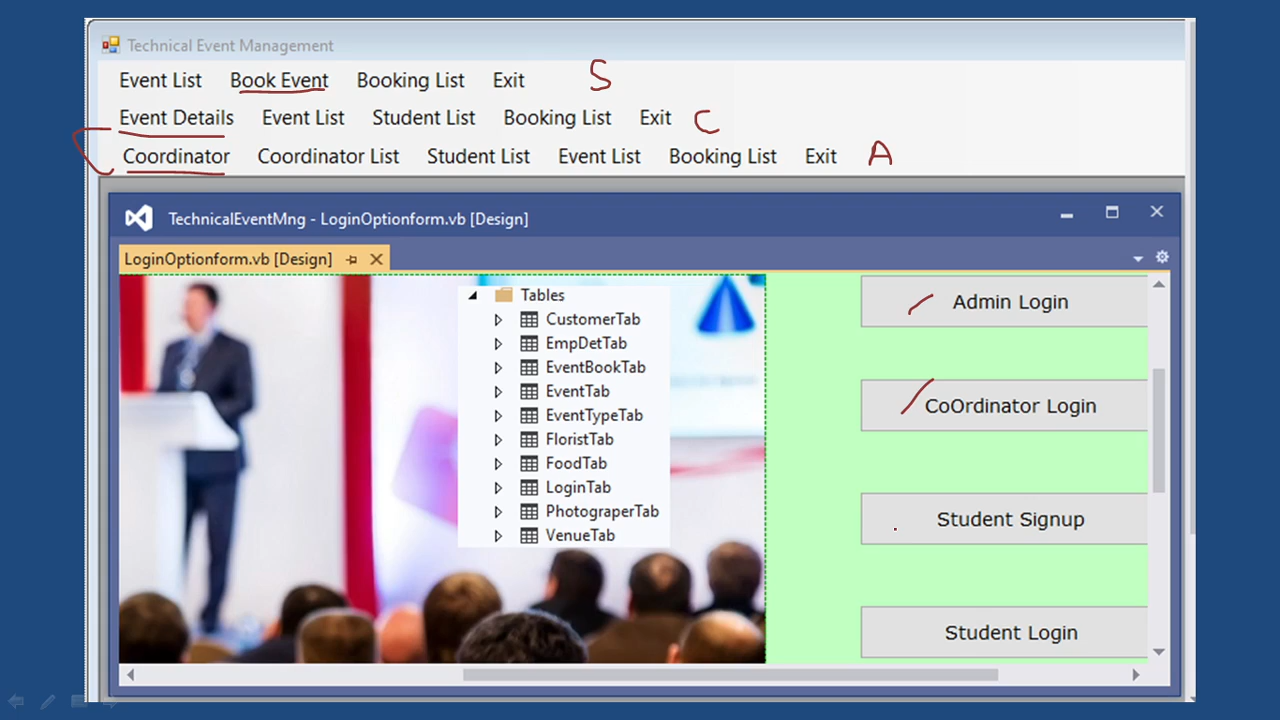 Technical Event Management
Event List Book Event Booking List Exit S
Event Details Event List Student List Booking List Exit C
Coordinator Coordinator List Student List Event List Booking List Exit A
TechnicalEventMng - LoginOptionform.vb [Design]
LoginOptionform.vb [Design]
Tables
CustomerTab
EmpDetTab
EventBookTab
EventTab
EventTypeTab
FloristTab
FoodTab
LoginTab
PhotograperTab
VenueTab
Admin Login
CoOrdinator Login
Student Signup
Student Login